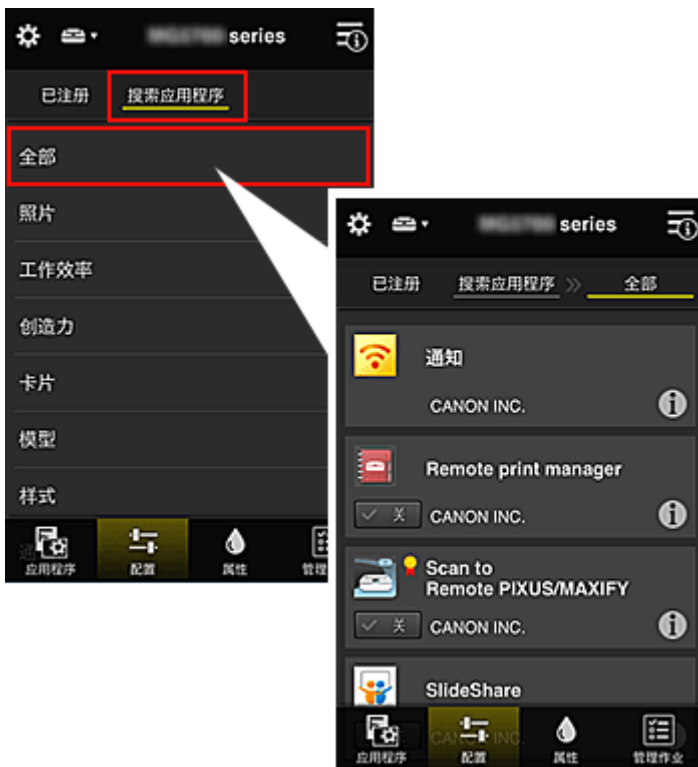 series
已注册 搜索应用程序
全部
照片
工作效率
创造力
卡片
模型
样式
应用程序 配置 属性 管理
series
已注册 搜索应用程序 >> 全部
通知
CANON INC.
Remote print manager
关 CANON INC.
Scan to
Remote PIXUS/MAXIFY
关 CANON INC.
SlideShare
CANON INC.
应用程序 配置 属性 管理作业